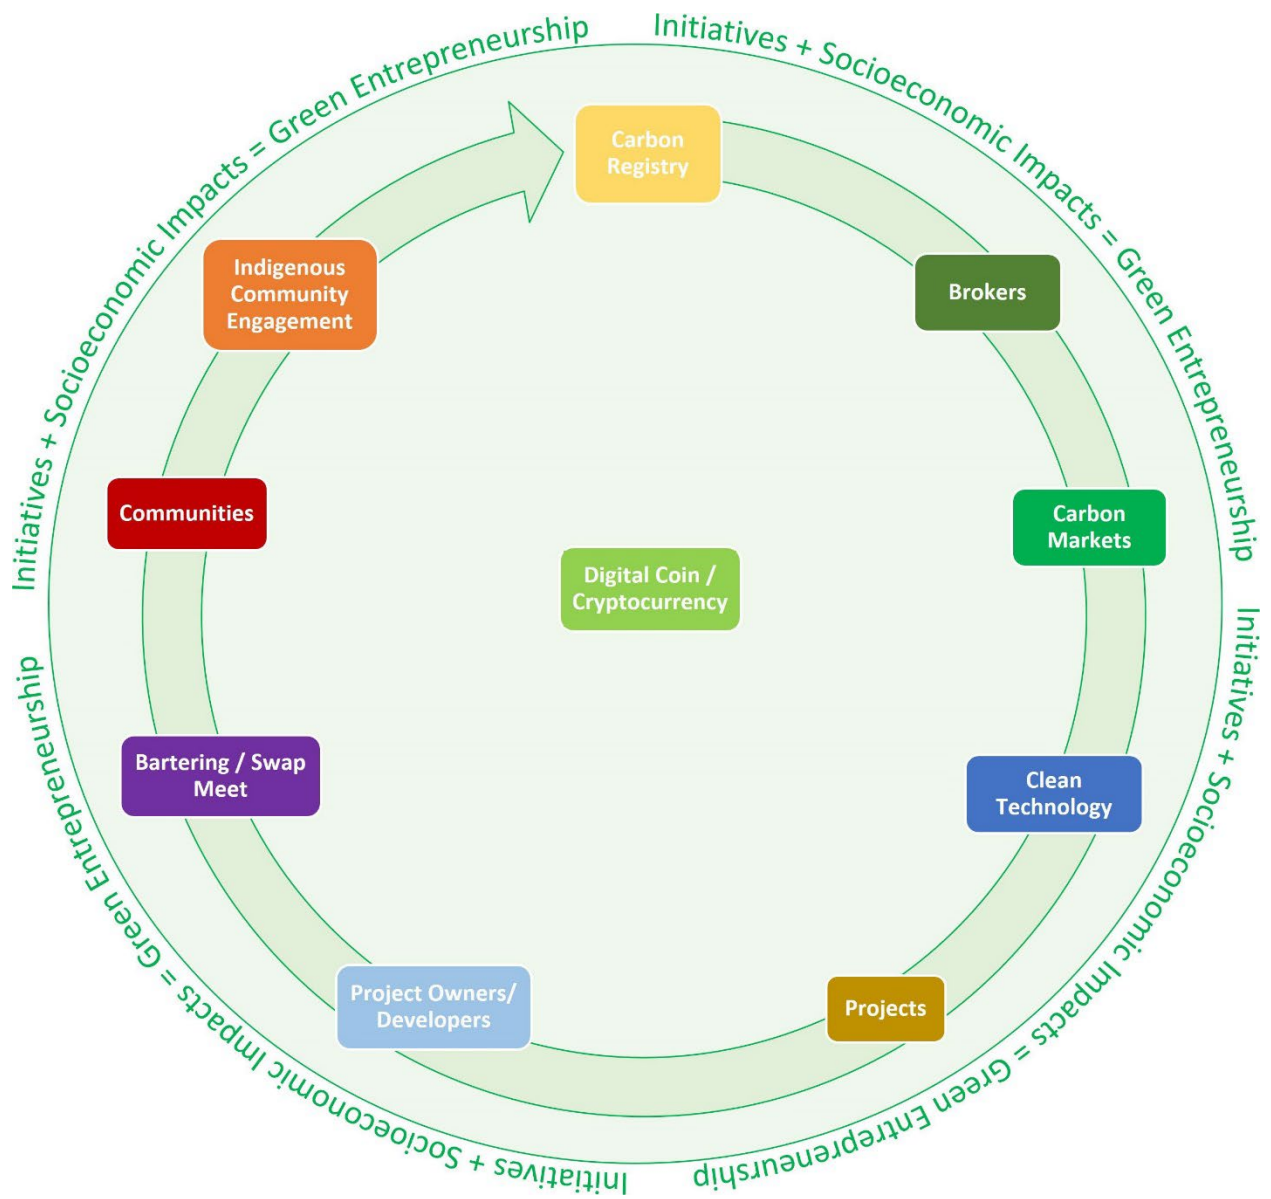 Initiatives + Socioeconomic Impacts = Green Entrepreneurship
Initiatives + Socioeconomic Impacts = Green Entrepreneurship
Initiatives + Socioeconomic Impacts = Green Entrepreneurship
Initiatives + Socioeconomic Impacts = Green Entrepreneurship
Carbon
Registry
Brokers
Carbon
Markets
Clean
Technology
Projects
Project Owners/
Developers
Bartering / Swap
Meet
Communities
Indigenous
Community
Engagement
Digital Coin /
Cryptocurrency